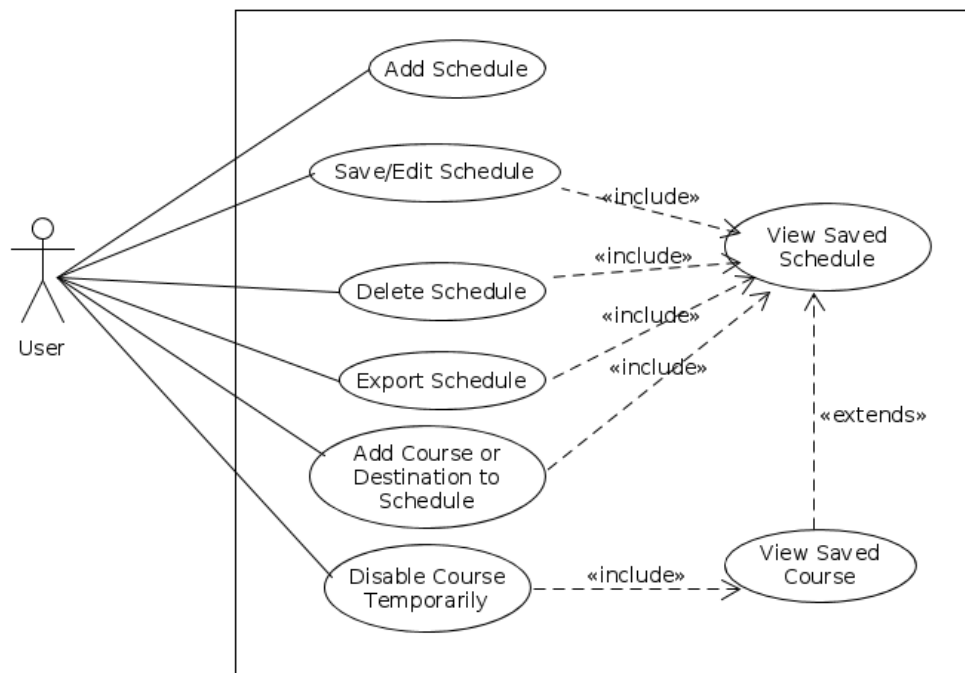 Add Schedule
Save/Edit Schedule
«include»
View Saved
Schedule
«include»
Delete Schedule
«include»
User
Export Schedule
«include»
«extends»
Add Course or
Destination to
Schedule
View Saved
Course
Disable Course
Temporarily
«include»